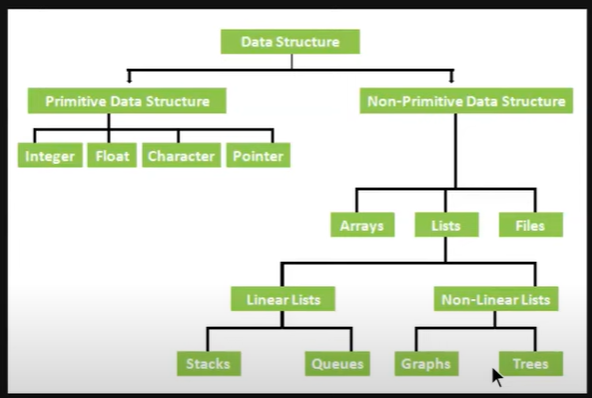 Data Structure
Primitive Data Structure
Non-Primitive Data Structure
Integer
Float
Character
Pointer
Arrays
Lists
Files
Linear Lists
Non-Linear Lists
Stacks
Queues
Graphs
Trees